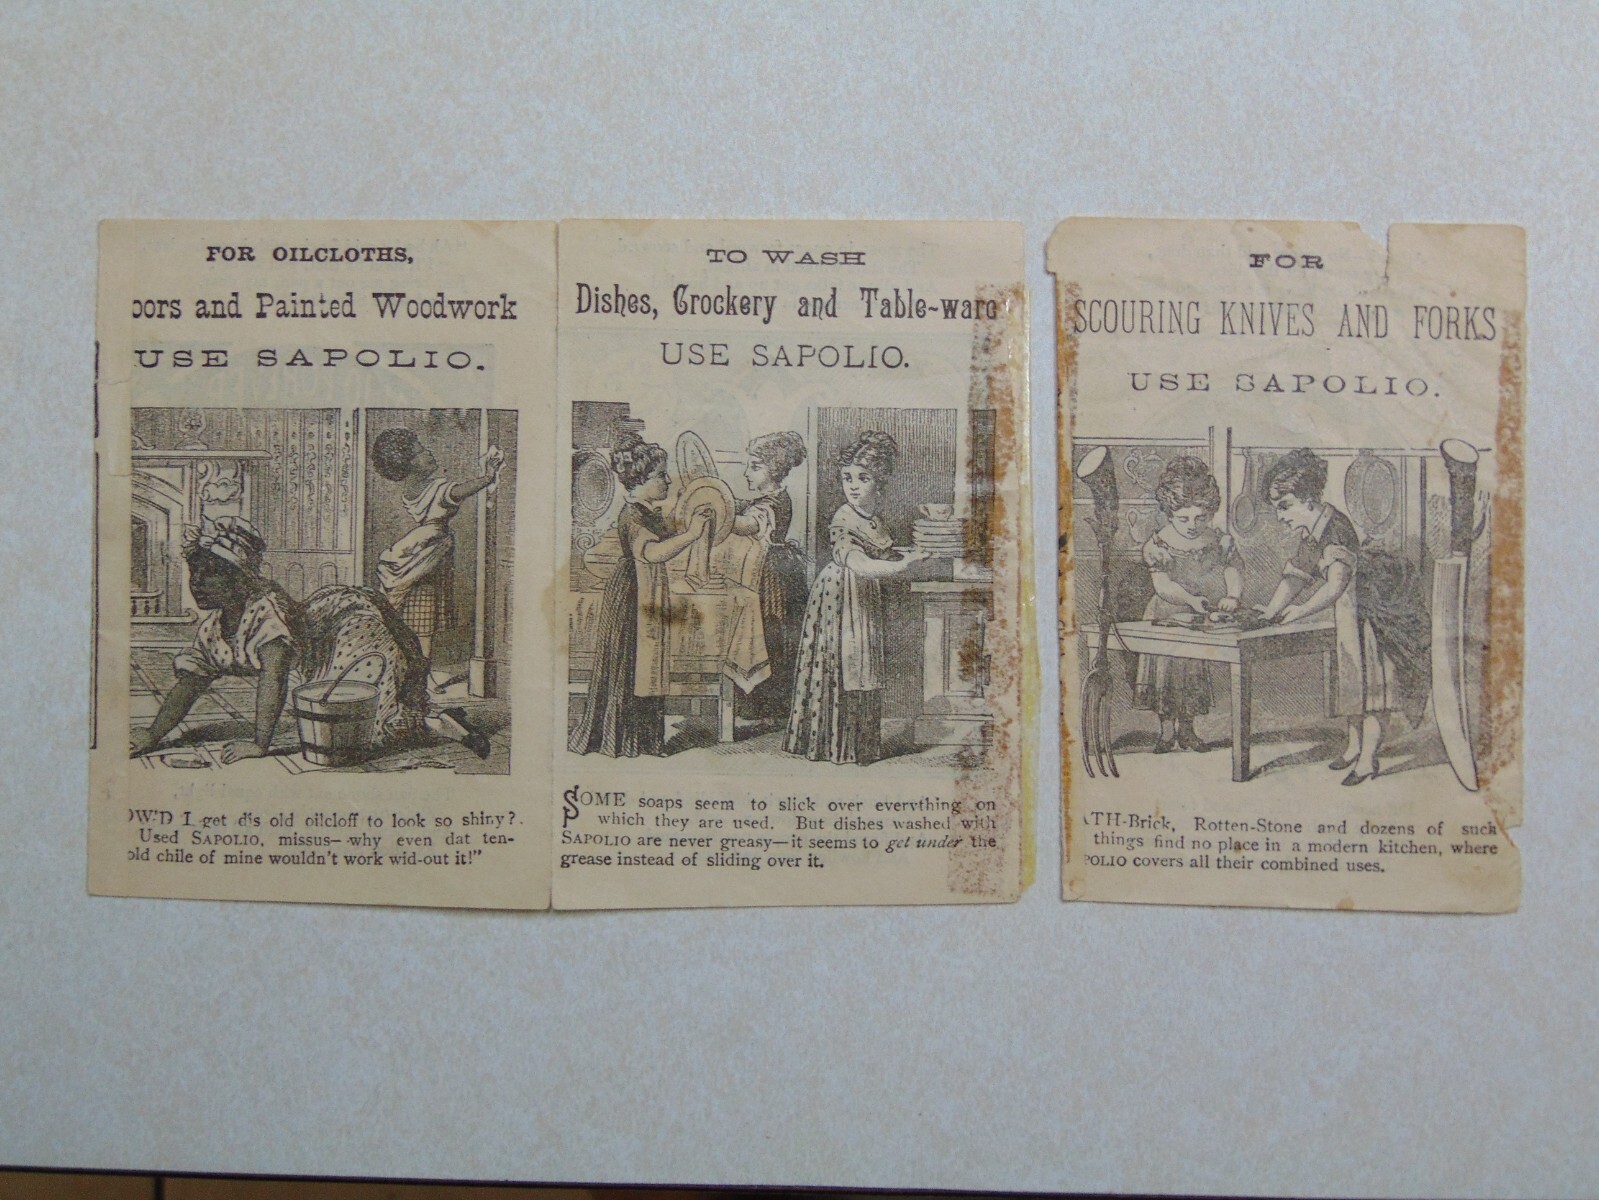 FOR OILCLOTHS,
oors and Painted Woodwork
USE SAPOLIO.
OW'D I get dis old oilcloff to look so shiny?
Used SAPOLIO, missus—why even dat ten-
old chile of mine wouldn't work wid-out it!"
TO WASH
Dishes, Crockery and Table-ware
USE SAPOLIO.
SOME soaps seem to slick over everything on
which they are used. But dishes washed with
SAPOLIO are never greasy—it seems to get under the
grease instead of sliding over it.
FOR
SCOURING KNIVES AND FORKS
USE SAPOLIO.
ATH-Brick, Rotten-Stone and dozens of such
things find no place in a modern kitchen, where
POLIO covers all their combined uses.